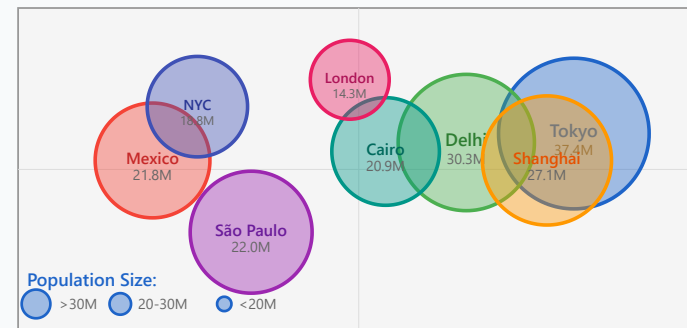 London
14.3M
NYC
18.8M
Tokyo
37.4M
Delhi
30.3M
Cairo
20.9M
Shanghai
27.1M
Mexico
21.8M
São Paulo
22.0M
Population Size:
>30M
20-30M
<20M